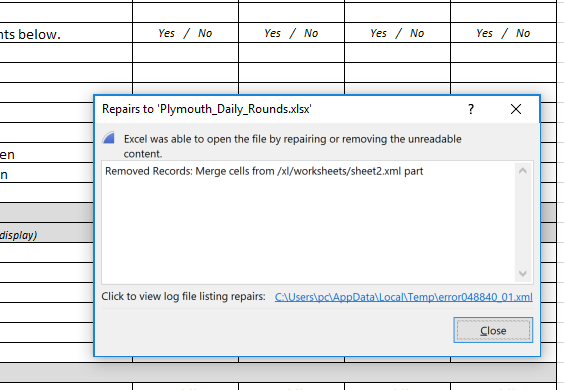 nts below.
Yes / No Yes / No Yes / No Yes / No
Repairs to 'Plymouth_Daily_Rounds.xlsx' ?
Excel was able to open the file by repairing or removing the unreadable
content.
Removed Records: Merge cells from /xl/worksheets/sheet2.xml part
en
n
display)
Click to view log file listing repairs: C:\Users\pc\AppData\Local\Temp\error048840_01.xml
Close